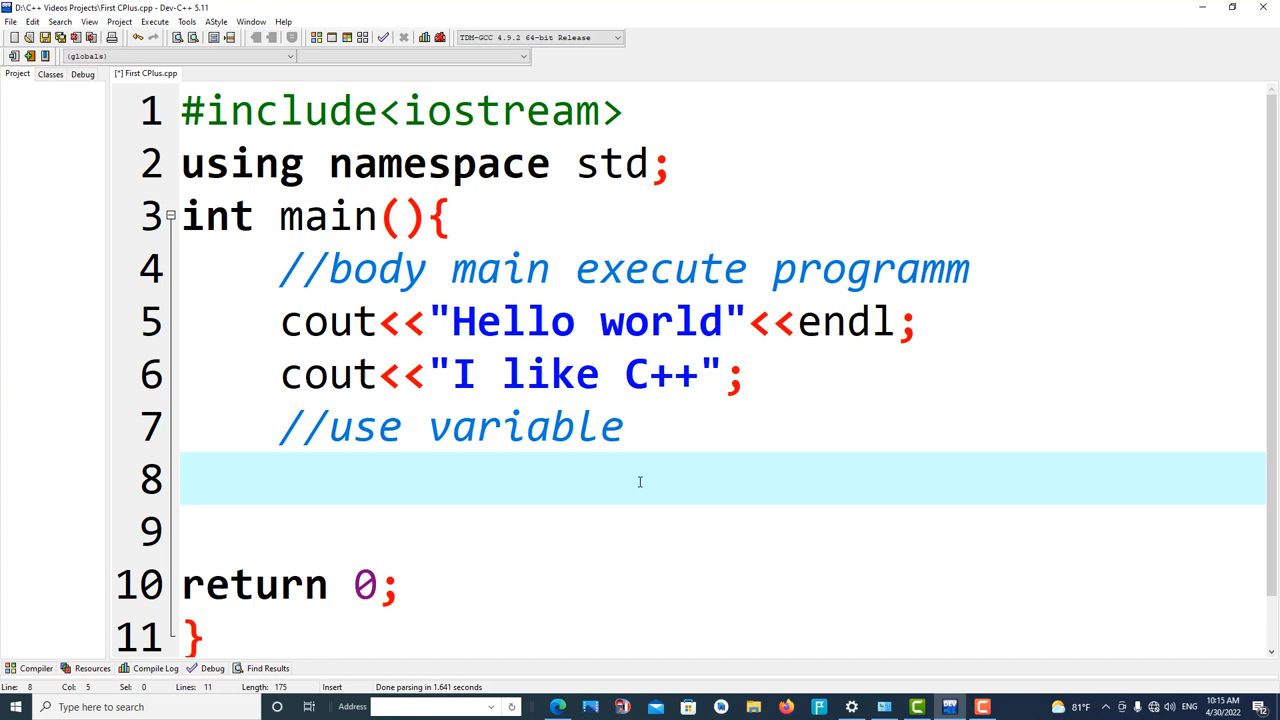 D:\C++ Videos Projects\First CPlus.cpp - Dev-C++ 5.11
File Edit Search View Project Execute Tools AStyle Window Help
TDM-GCC 4.9.2 64-bit Release
(globals)
Project Classes Debug [*] First CPlus.cpp
1 #include<iostream>
2 using namespace std;
3 int main(){
4 //body main execute programm
5 cout<<"Hello world"<<endl;
6 cout<<"I like C++";
7 //use variable
8
9
10 return 0;
11 }
Compiler Resources Compile Log Debug Find Results
Line: 8 Col: 5 Sel: 0 Lines: 11 Length: 175 Insert Done parsing in 1.641 seconds
Type here to search Address DEV 81°F ENG 10:15 AM
4/30/2022 12